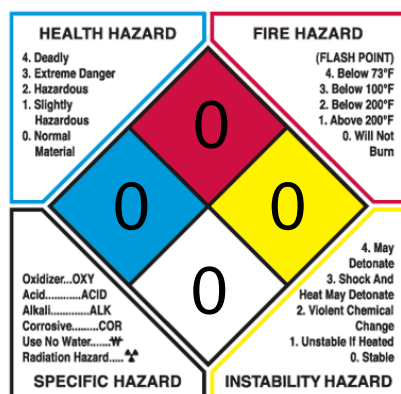 HEALTH HAZARD
4. Deadly
3. Extreme Danger
2. Hazardous
1. Slightly
Hazardous
0. Normal
Material
FIRE HAZARD
(FLASH POINT)
4. Below 73°F
3. Below 100°F
2. Below 200°F
1. Above 200°F
0. Will Not
Burn
0
0
0
0
Oxidizer...OXY
Acid............ACID
Alkali.............ALK
Corrosive........COR
Use No Water.......W
Radiation Hazard.....☢
SPECIFIC HAZARD
4. May
Detonate
3. Shock And
Heat May Detonate
2. Violent Chemical
Change
1. Unstable If Heated
0. Stable
INSTABILITY HAZARD